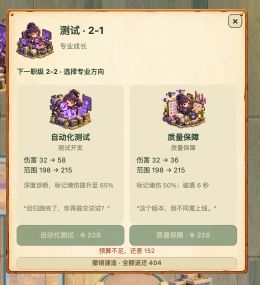 测试 · 2-1
专业成长
下一职级 2-2 · 选择专业方向
自动化测试
测试开发
伤害 32 → 58
范围 198 → 215
深度诊断，标记增伤提升至 65%
“回归跑完了，你再提交试试？”
自动化测试 · ◈ 228
质量保障
质量保障
伤害 32 → 36
范围 198 → 215
标记增伤 50%；破盾 6 秒
“这个版本，我不同意上线。”
质量保障 · ◈ 228
预算不足，还差 152
撤销建造 · 全额返还 404